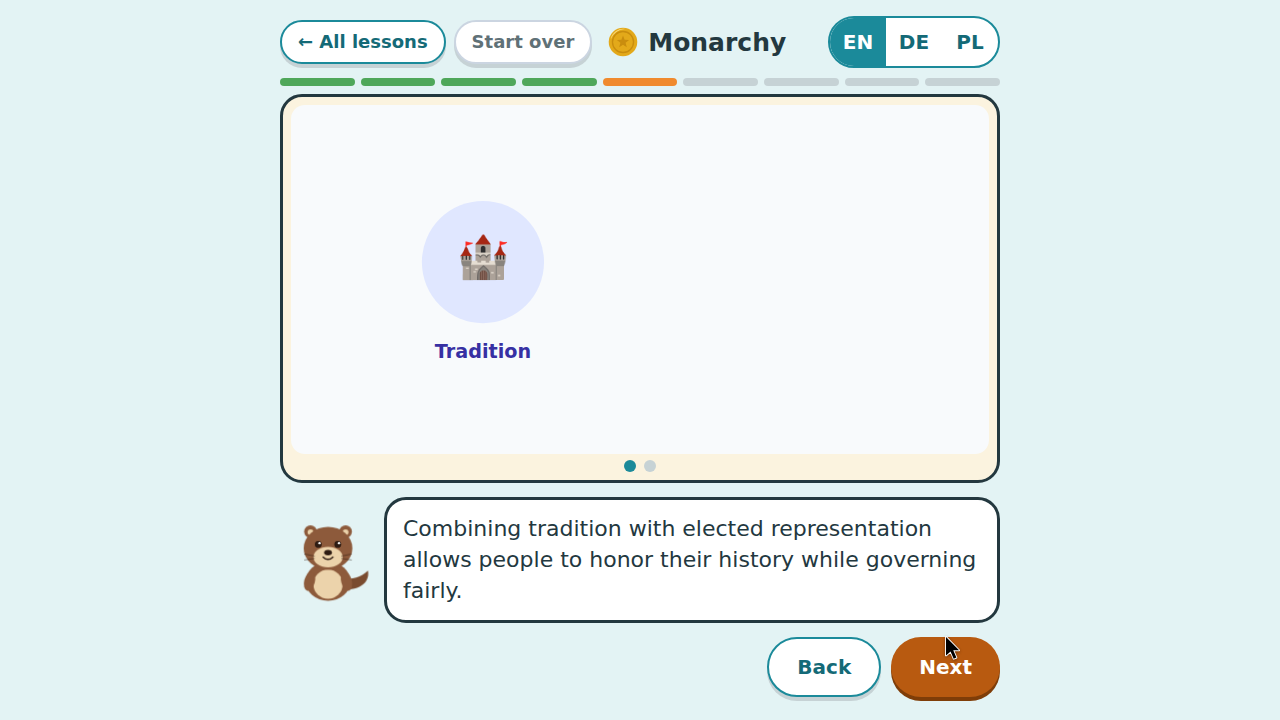 ← All lessons
Start over
Monarchy
EN
DE
PL
Tradition
Combining tradition with elected representation
allows people to honor their history while governing
fairly.
Back
Next